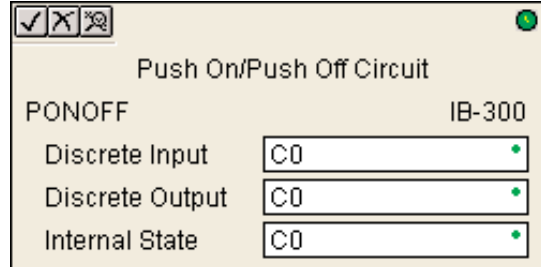 Push On/Push Off Circuit
PONOFF IB-300
Discrete Input C0
Discrete Output C0
Internal State C0